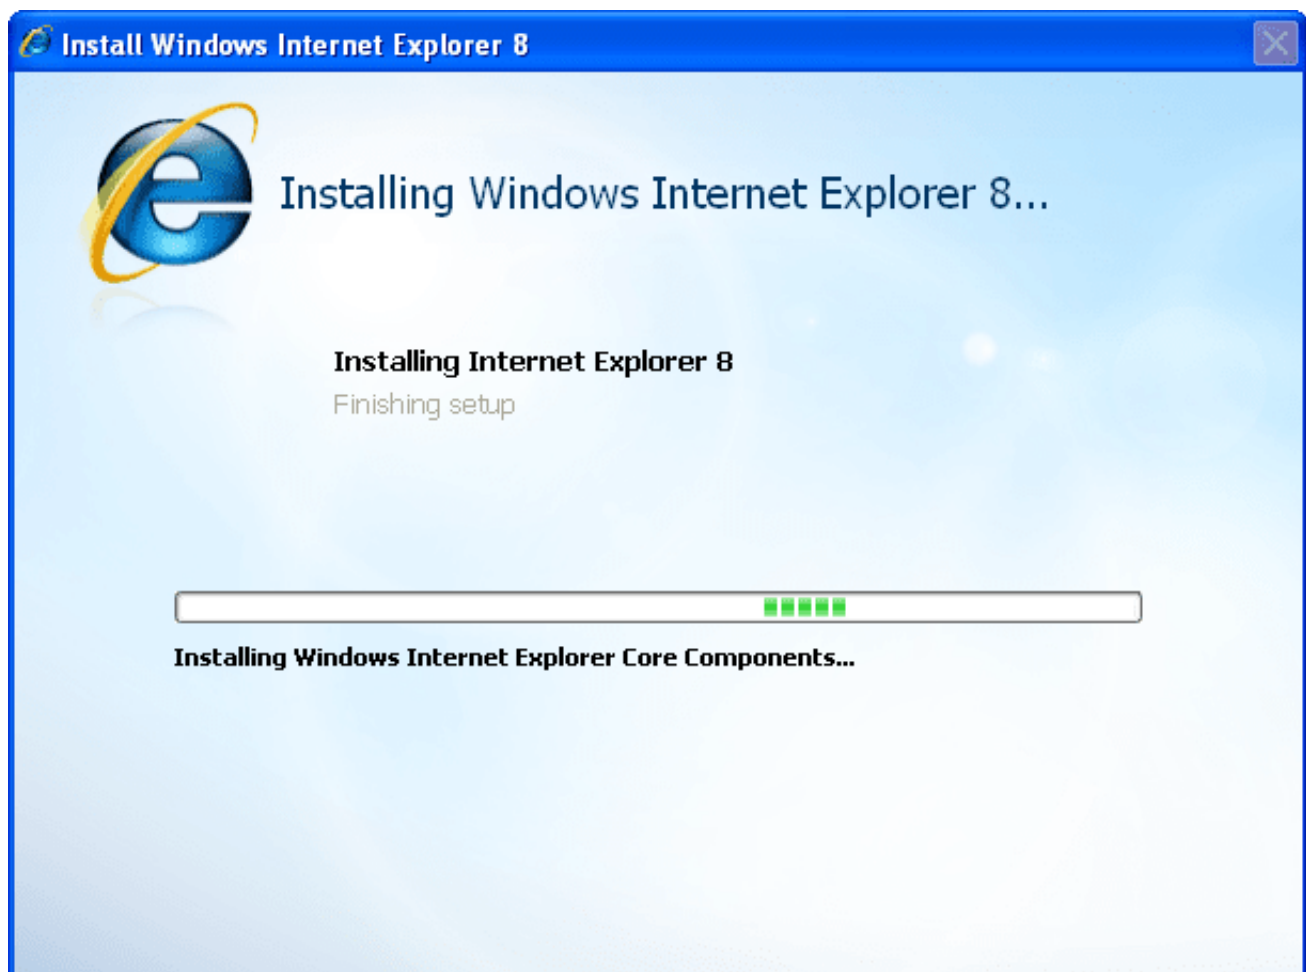 Install Windows Internet Explorer 8
Installing Windows Internet Explorer 8...
Installing Internet Explorer 8
Finishing setup
Installing Windows Internet Explorer Core Components...